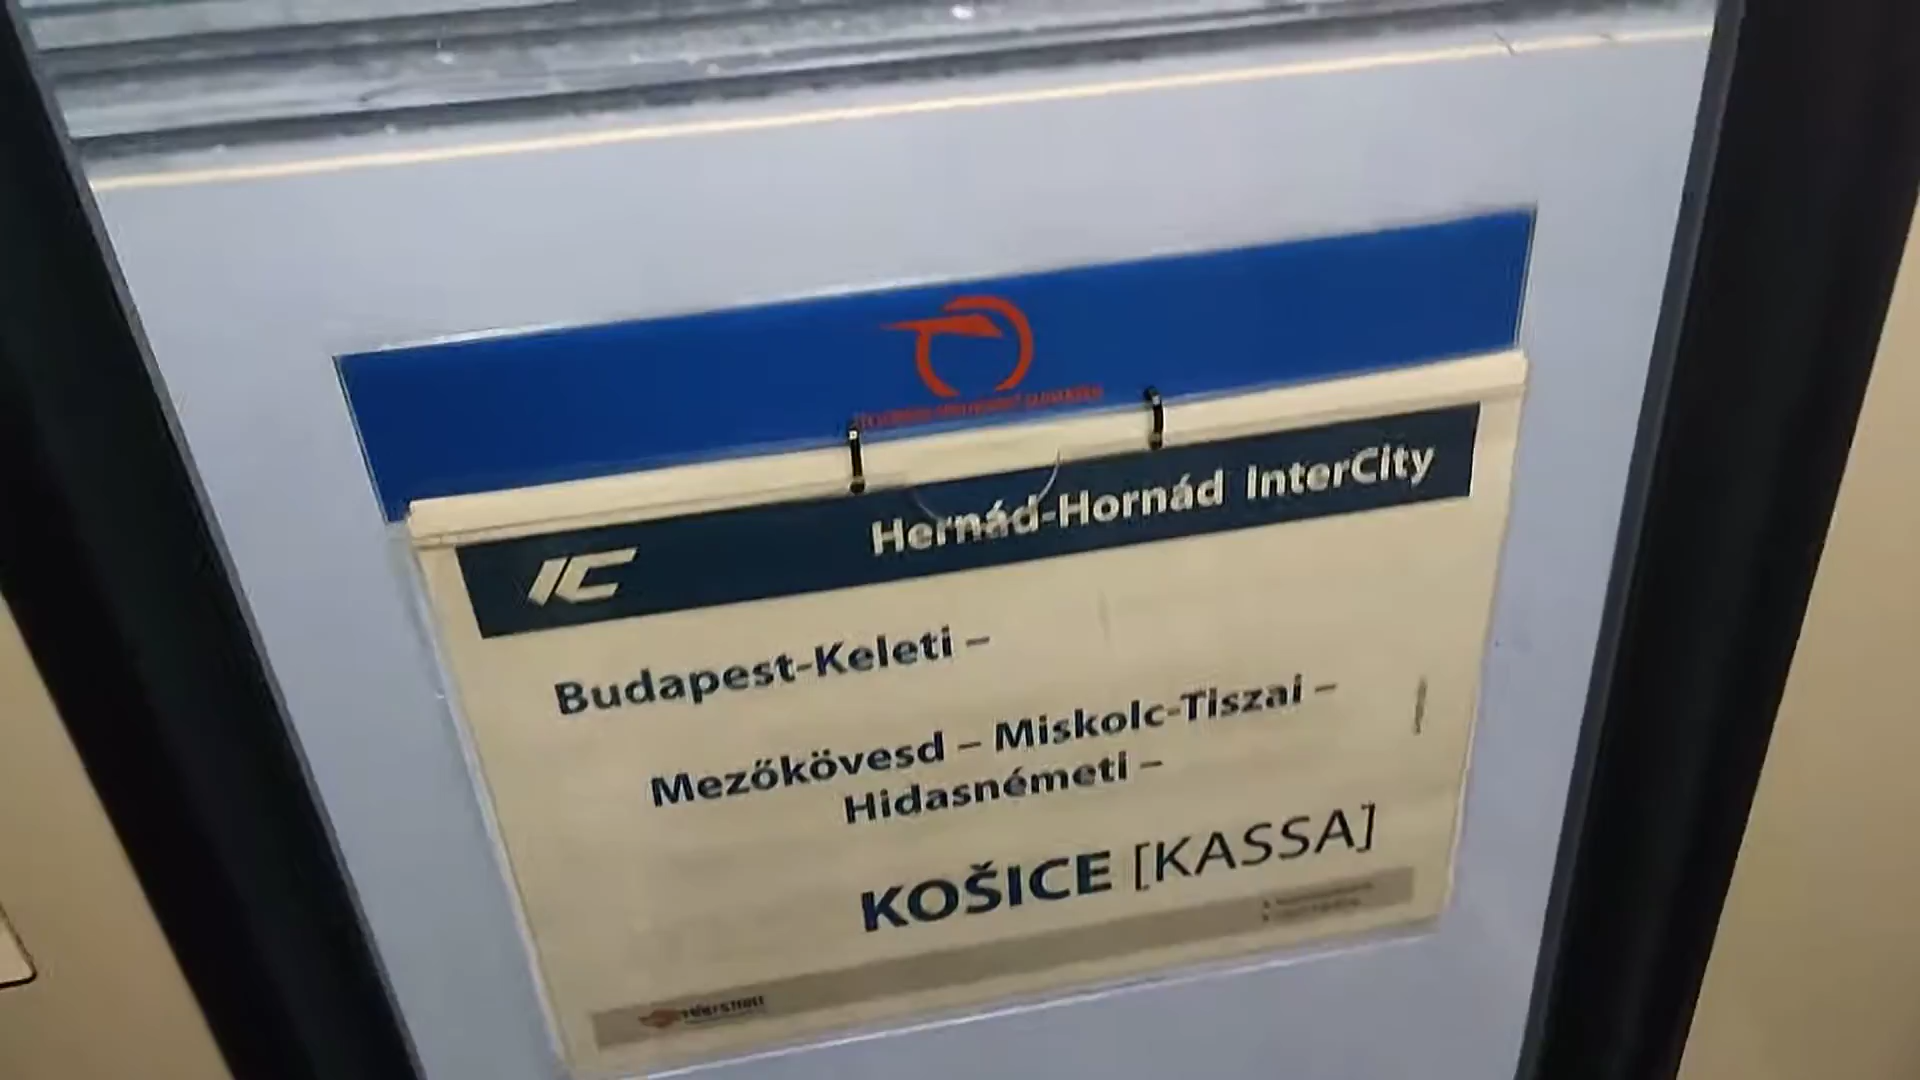 Hernád-Hornád InterCity
IC
Budapest-Keleti –
Mezőkövesd – Miskolc-Tiszai –
Hidasnémeti –
KOŠICE [KASSA]